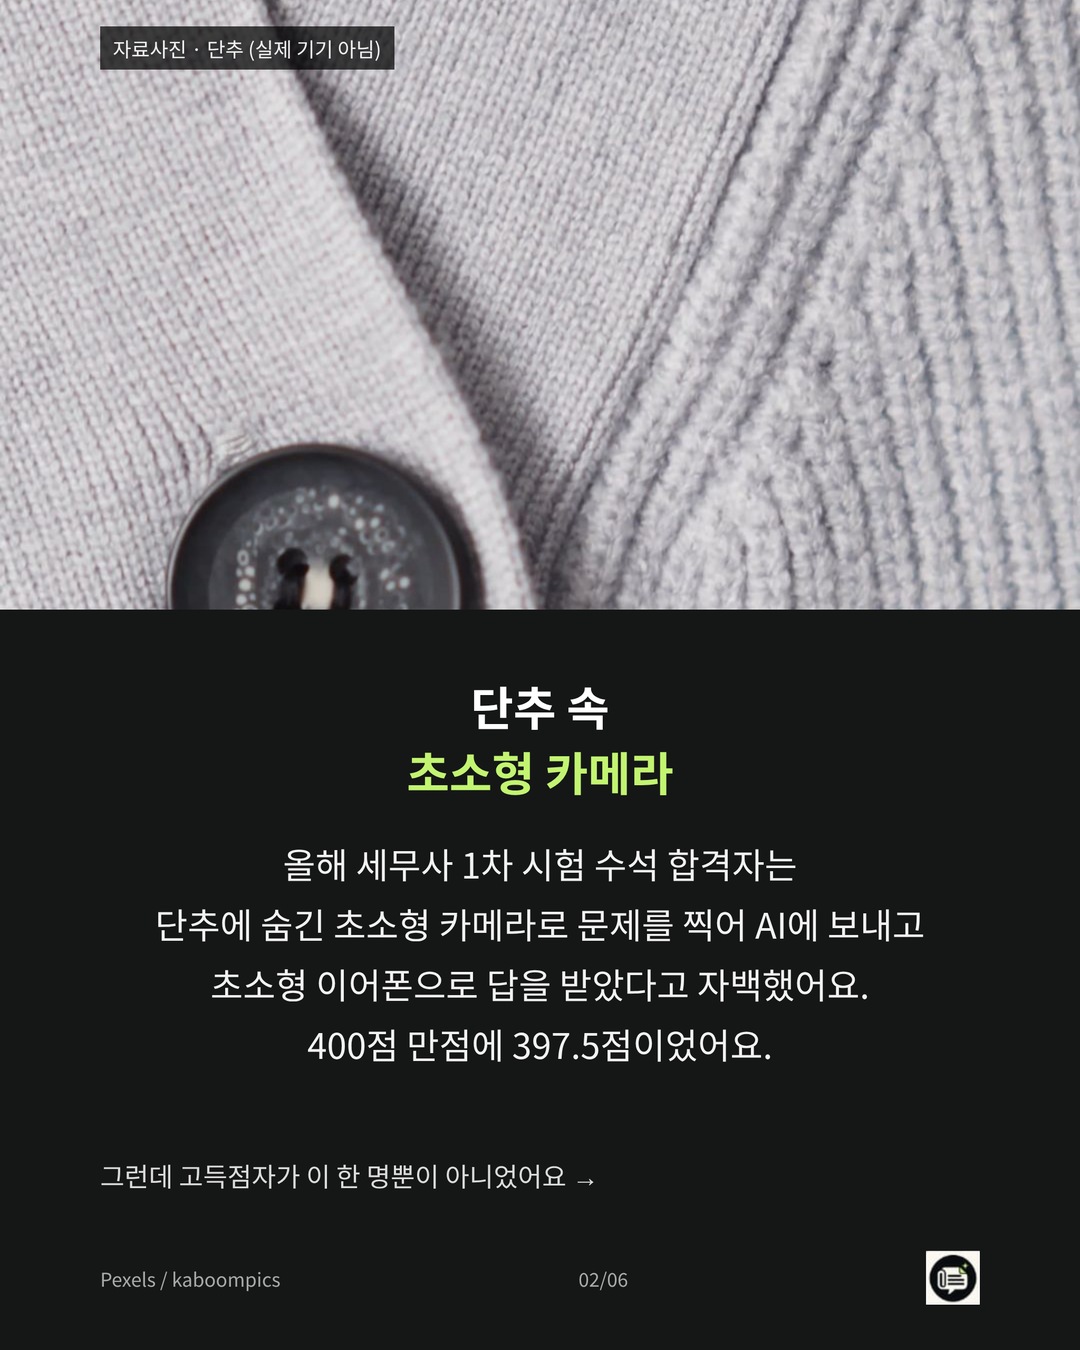 자료사진 · 단추 (실제 기기 아님)
단추 속
초소형 카메라
올해 세무사 1차 시험 수석 합격자는
단추에 숨긴 초소형 카메라로 문제를 찍어 AI에 보내고
초소형 이어폰으로 답을 받았다고 자백했어요.
400점 만점에 397.5점이었어요.
그런데 고득점자가 이 한 명뿐이 아니었어요 →
Pexels / kaboompics
02/06